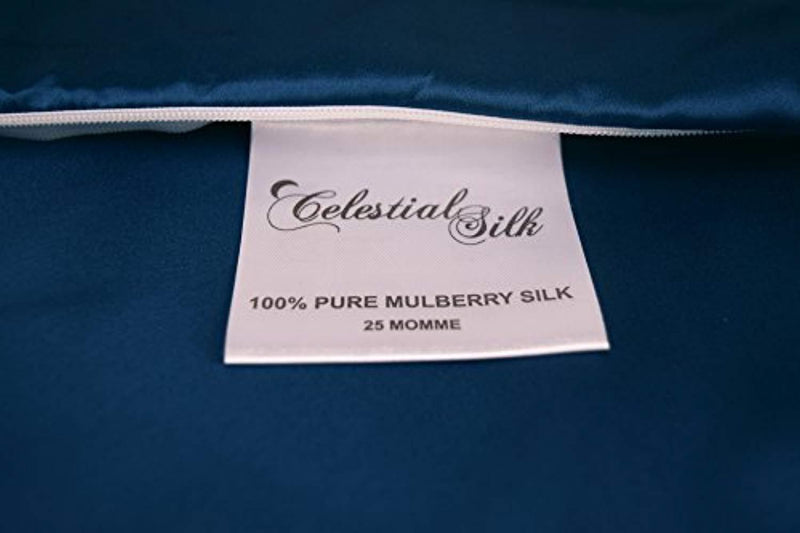 Celestial Silk
100% PURE MULBERRY SILK
25 MOMME